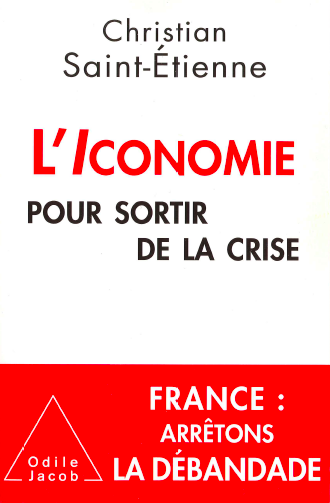 Christian
Saint-Étienne
L'ICONOMIE
POUR SORTIR
DE LA CRISE
FRANCE :
ARRÊTONS
LA DÉBANDADE
Odile
Jacob